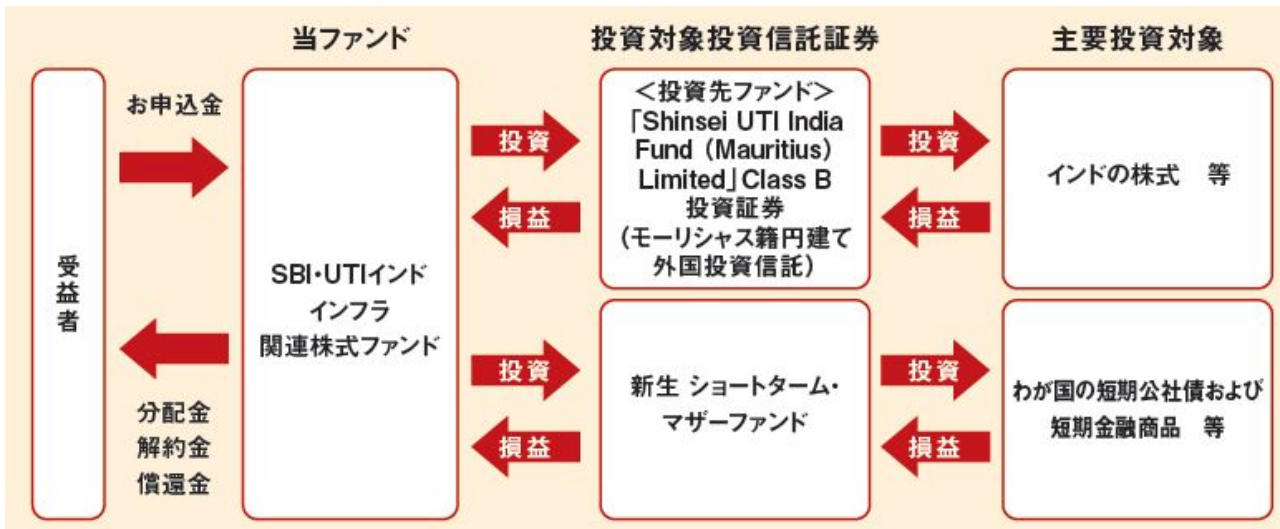 当ファンド
投資対象投資信託証券
主要投資対象
受益者
お申込金
分配金
解約金
償還金
SBI・UTIインド
インフラ
関連株式ファンド
投資
損益
＜投資先ファンド＞
「Shinsei UTI India
Fund (Mauritius)
Limited」Class B
投資証券
（モーリシャス籍円建て
外国投資信託）
投資
損益
インドの株式　等
投資
損益
新生 ショートターム・
マザーファンド
投資
損益
わが国の短期公社債および
短期金融商品　等